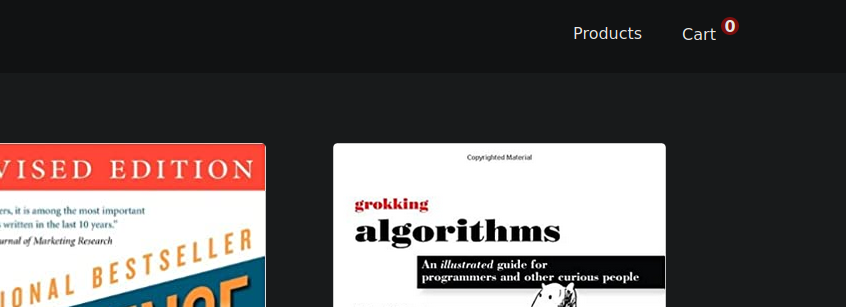 Products
Cart 0
VISED EDITION
ers, it is among the most important
written in the last 10 years."
urnal of Marketing Research
IONAL BESTSELLER
Copyrighted Material
grokking
algorithms
An illustrated guide for
programmers and other curious people